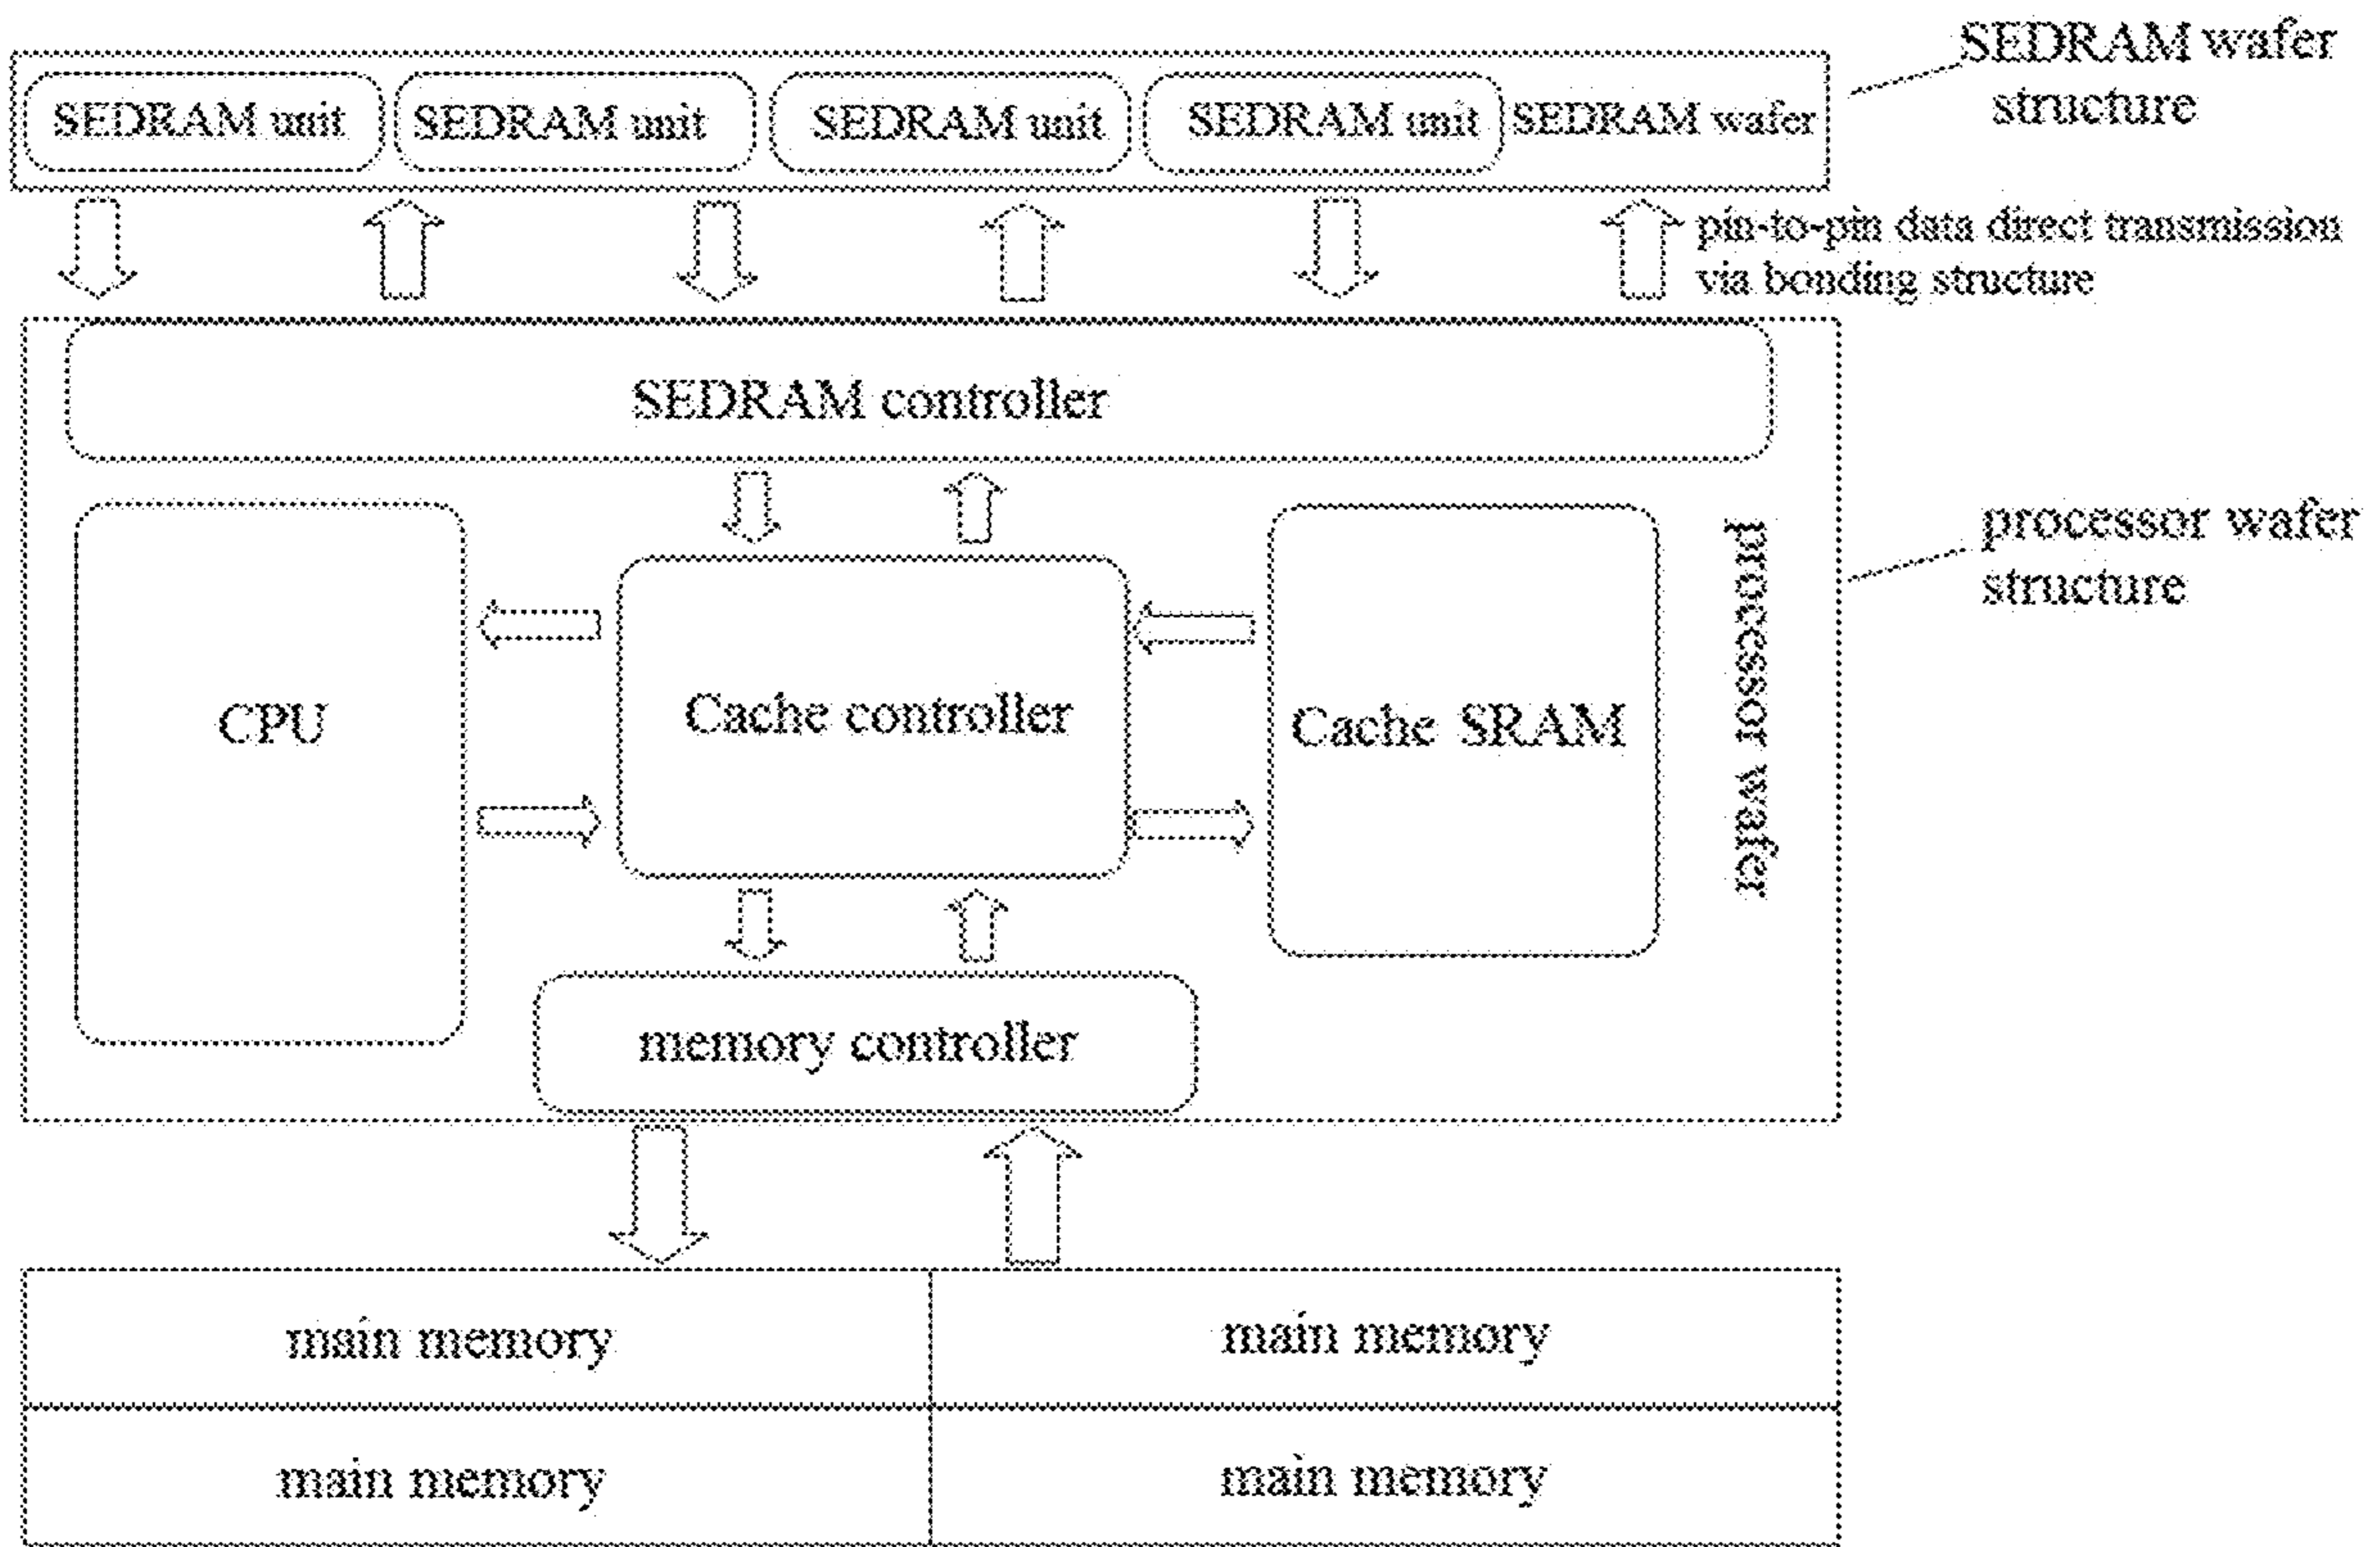 SEDRAM wafer
structure
SEDRAM unit
SEDRAM unit
SEDRAM unit
SEDRAM unit
SEDRAM wafer
pin-to-pin data direct transmission
via bonding structure
SEDRAM controller
processor wafer
structure
CPU
Cache controller
Cache SRAM
processor wafer
memory controller
main memory
main memory
main memory
main memory